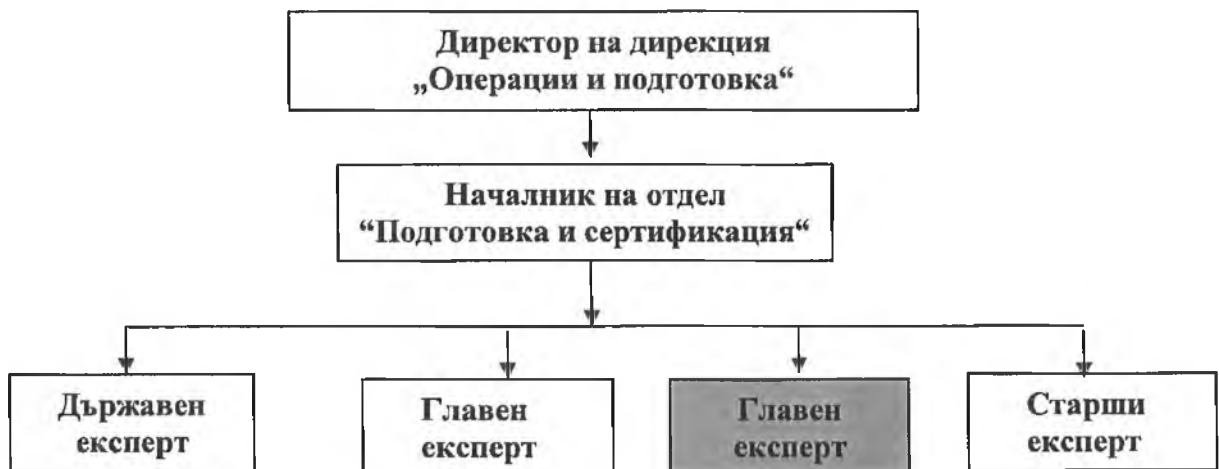 Директор на дирекция
„Операции и подготовка“
Началник на отдел
“Подготовка и сертификация“
Държавен
експерт
Главен
експерт
Главен
експерт
Старши
експерт